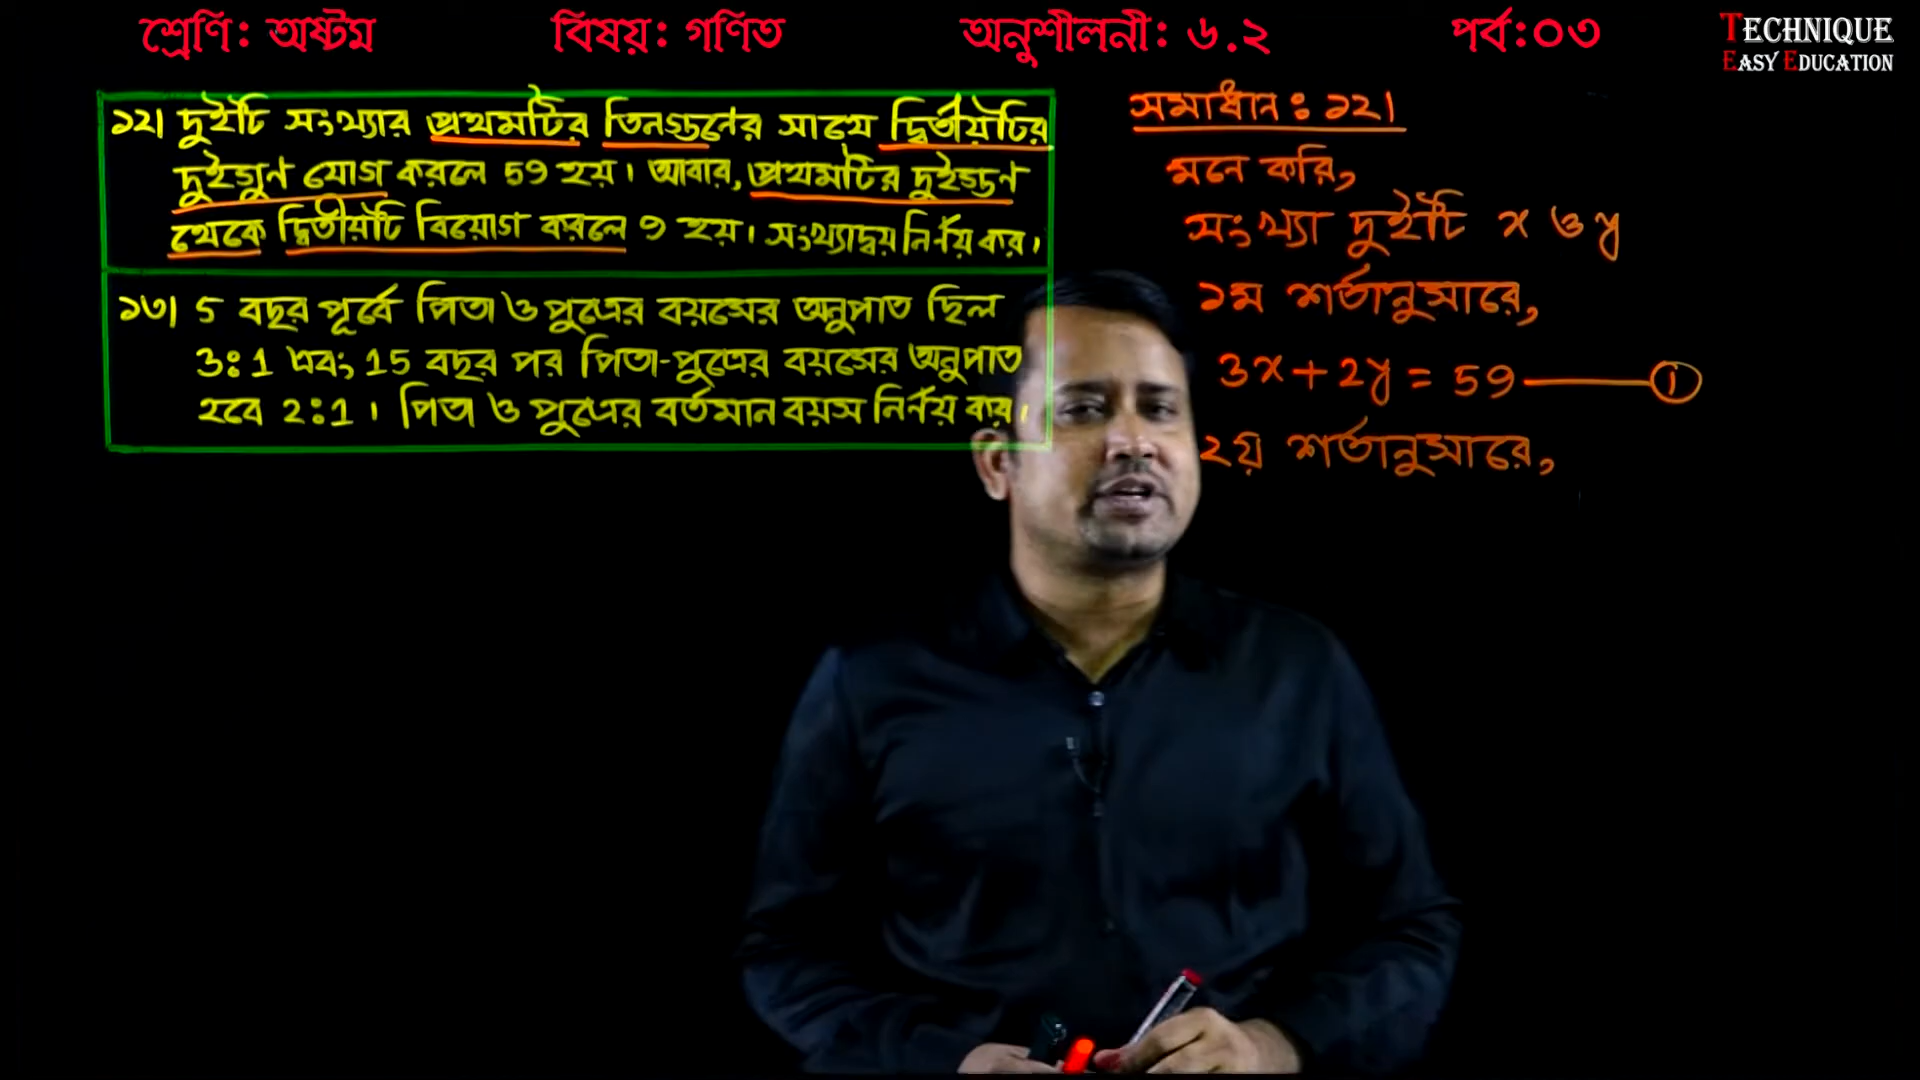 শ্রেণি: অষ্টম বিষয়: গণিত অনুশীলনী: ৬.২ পর্ব:০৩
TECHNIQUE
EASY EDUCATION
১২। দুইটি সংখ্যার প্রথমটির তিনগুনের সাথে দ্বিতীয়টির
দুইগুণ যোগ করলে 59 হয়। আবার, প্রথমটির দুইগুণ
থেকে দ্বিতীয়টি বিয়োগ করলে 9 হয়। সংখ্যাদ্বয় নির্ণয় কর।
১৩। 5 বছর পূর্বে পিতা ও পুত্রের বয়সের অনুপাত ছিল
3:1 এবং 15 বছর পর পিতা-পুত্রের বয়সের অনুপাত
হবে 2:1। পিতা ও পুত্রের বর্তমান বয়স নির্ণয় কর।
সমাধান: ১২।
মনে করি,
সংখ্যা দুইটি x ও y
১ম শর্তানুসারে,
3x + 2y = 59 — (i)
২য় শর্তানুসারে,